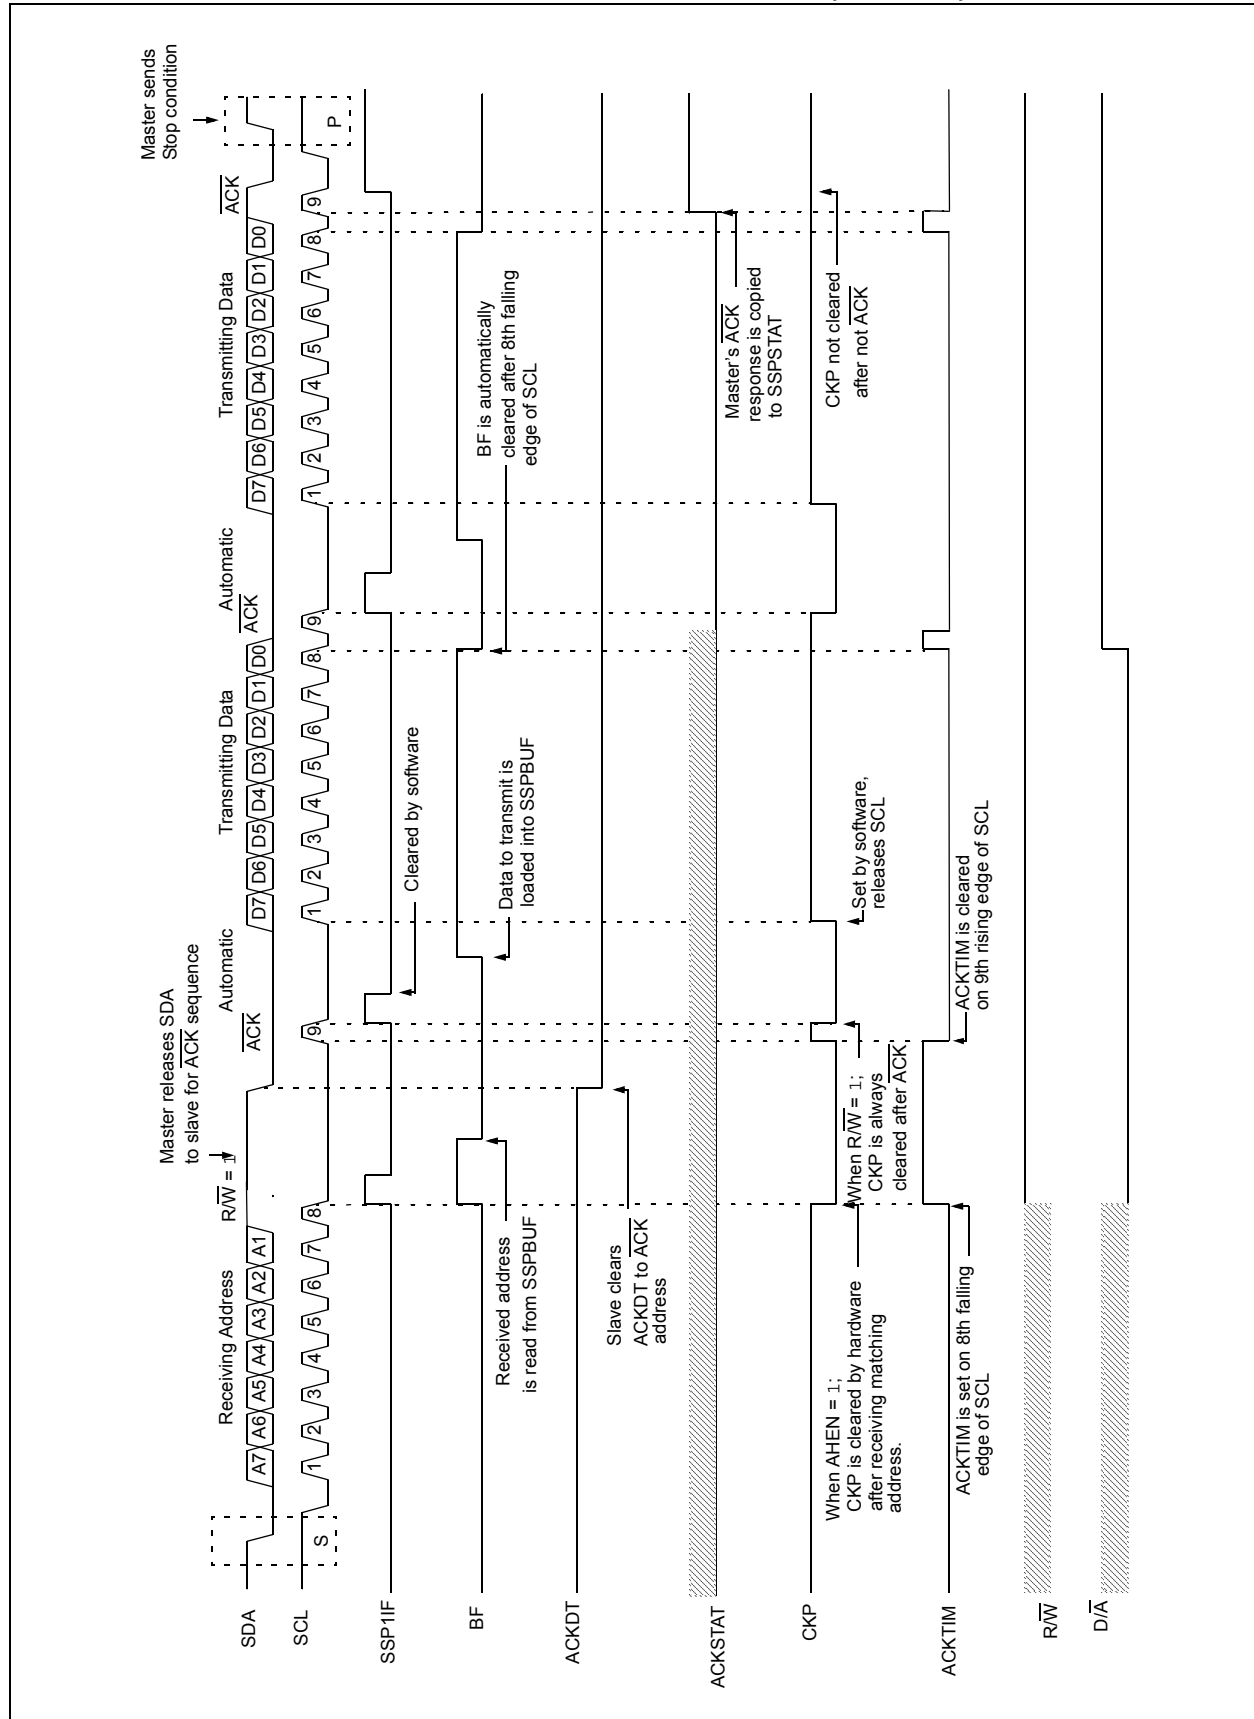 Master sends
Stop condition
Master releases SDA
to slave for ACK sequence
Receiving Address
R/W = 1
ACK
Automatic
Transmitting Data
ACK
Automatic
Transmitting Data
ACK
SDA
A7 A6 A5 A4 A3 A2 A1
D7 D6 D5 D4 D3 D2 D1 D0
D7 D6 D5 D4 D3 D2 D1 D0
SCL
S
1 2 3 4 5 6 7 8 9
1 2 3 4 5 6 7 8 9
1 2 3 4 5 6 7 8 9
P
SSP1IF
Cleared by software
BF
Received address
is read from SSPBUF
Data to transmit is
loaded into SSPBUF
BF is automatically
cleared after 8th falling
edge of SCL
ACKDT
Slave clears
ACKDT to ACK
address
ACKSTAT
Master's ACK
response is copied
to SSPSTAT
CKP
When AHEN = 1;
CKP is cleared by hardware
after receiving matching
address.
When R/W = 1;
CKP is always
cleared after ACK
Set by software,
releases SCL
CKP not cleared
after not ACK
ACKTIM
ACKTIM is set on 8th falling
edge of SCL
ACKTIM is cleared
on 9th rising edge of SCL
R/W
D/A